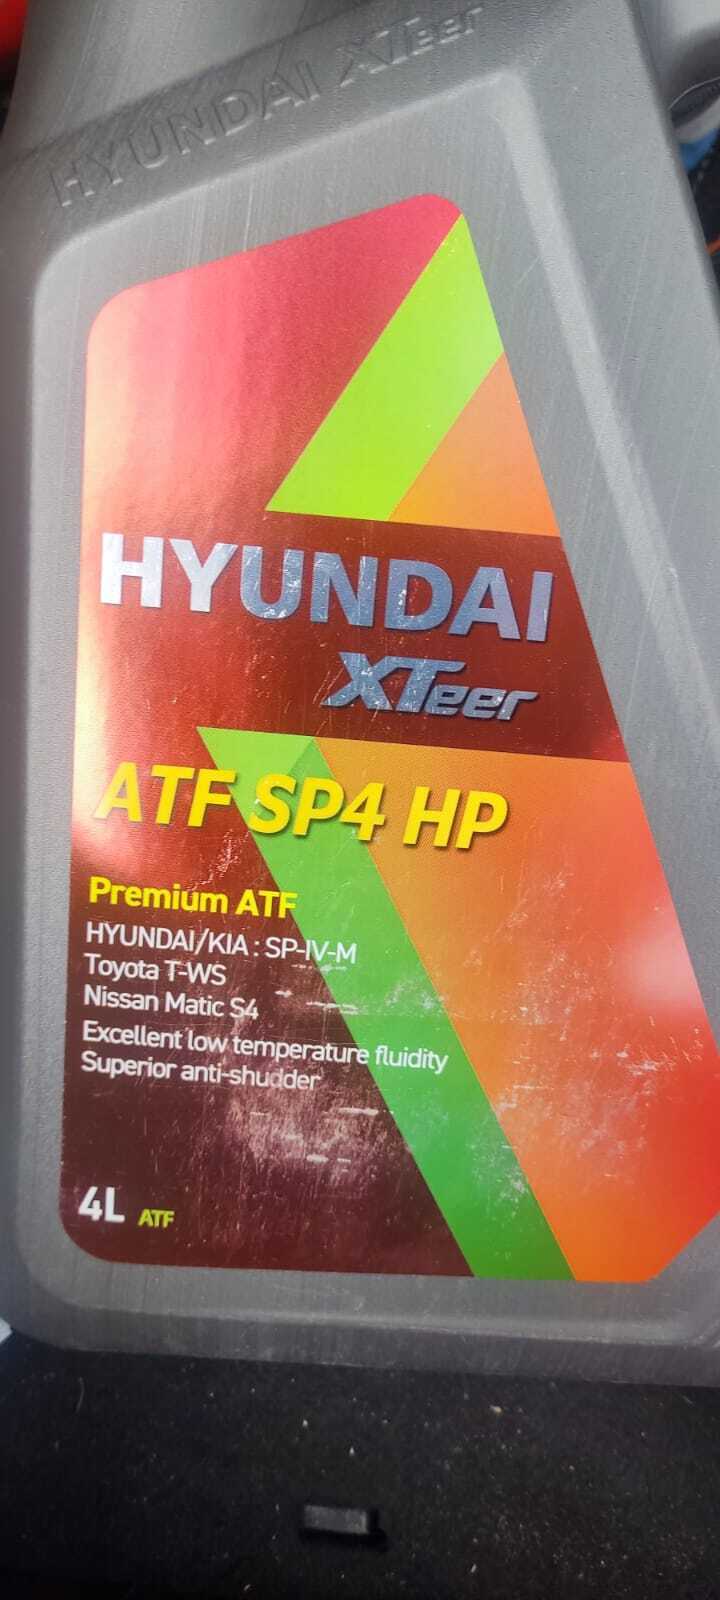 HYUNDAI XTeer
HYUNDAI
XTeer
ATF SP4 HP
Premium ATF
HYUNDAI/KIA : SP-IV-M
Toyota T-WS
Nissan Matic S4
Excellent low temperature fluidity
Superior anti-shudder
4L ATF